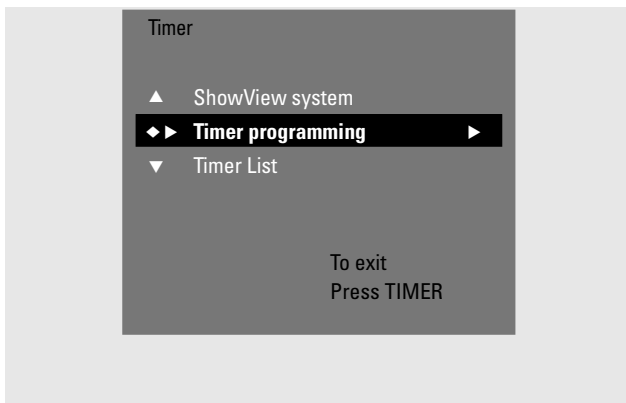 Timer
ShowView system
Timer programming
Timer List
To exit
Press TIMER